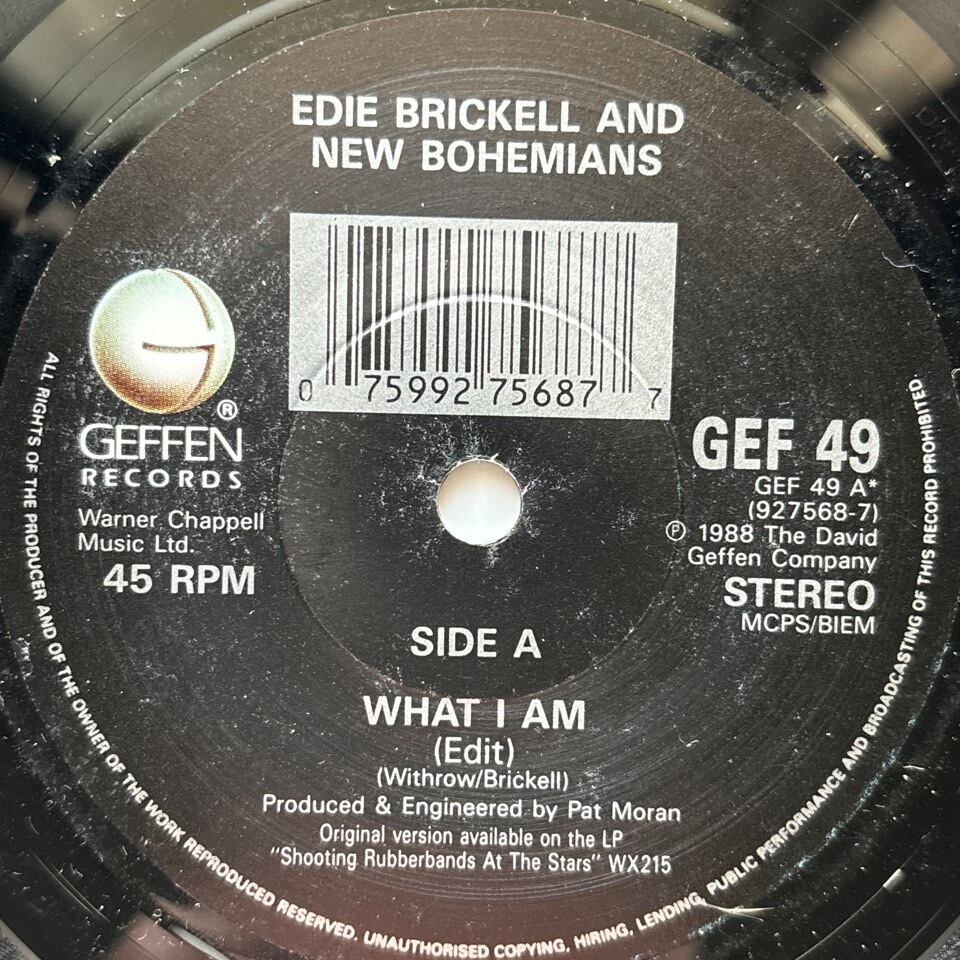 EDIE BRICKELL AND
NEW BOHEMIANS
0 75992 75687 7
®
GEFFEN
RECORDS
Warner Chappell
Music Ltd.
45 RPM
GEF 49
GEF 49 A*
(927568-7)
℗ 1988 The David
Geffen Company
STEREO
MCPS/BIEM
SIDE A
WHAT I AM
(Edit)
(Withrow/Brickell)
Produced & Engineered by Pat Moran
Original version available on the LP
"Shooting Rubberbands At The Stars" WX215
ALL RIGHTS OF THE PRODUCER AND OF THE OWNER OF THE WORK REPRODUCED RESERVED. UNAUTHORISED COPYING, HIRING, LENDING, PUBLIC PERFORMANCE AND BROADCASTING OF THIS RECORD PROHIBITED.